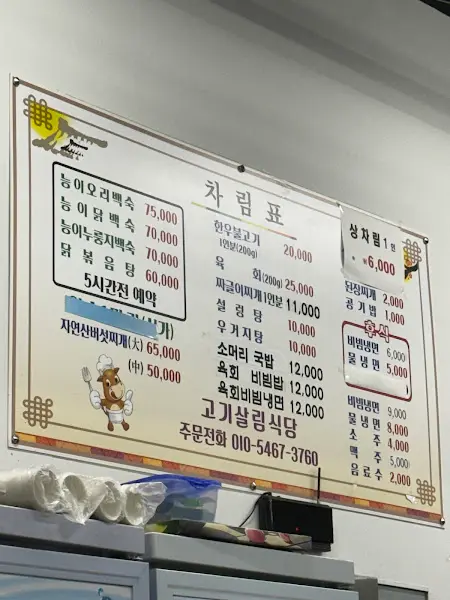 차림표
능이오리백숙 75,000
능이닭백숙 70,000
능이누룽지백숙 70,000
닭볶음탕 60,000
5시간전 예약
가)
자연산버섯찌개(大) 65,000
(中) 50,000
한우불고기
1인분(200g) 20,000
육 회(200g) 25,000
짜글이찌개1인분 11,000
설렁탕 10,000
우거지탕 10,000
소머리 국밥 12,000
육회 비빔밥 12,000
육회비빔냉면 12,000
상차림 1인
6,000
된장찌개 2,000
공기밥 1,000
후식
비빔냉면 6,000
물냉면 5,000
비빔냉면 9,000
물냉면 8,000
소주 4,000
맥주 5,000
음료수 2,000
고기살림식당
주문전화 010-5467-3760